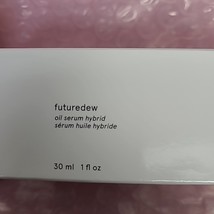 futuredew
oil serum hybrid
sérum huile hybride
30 ml 1 fl oz